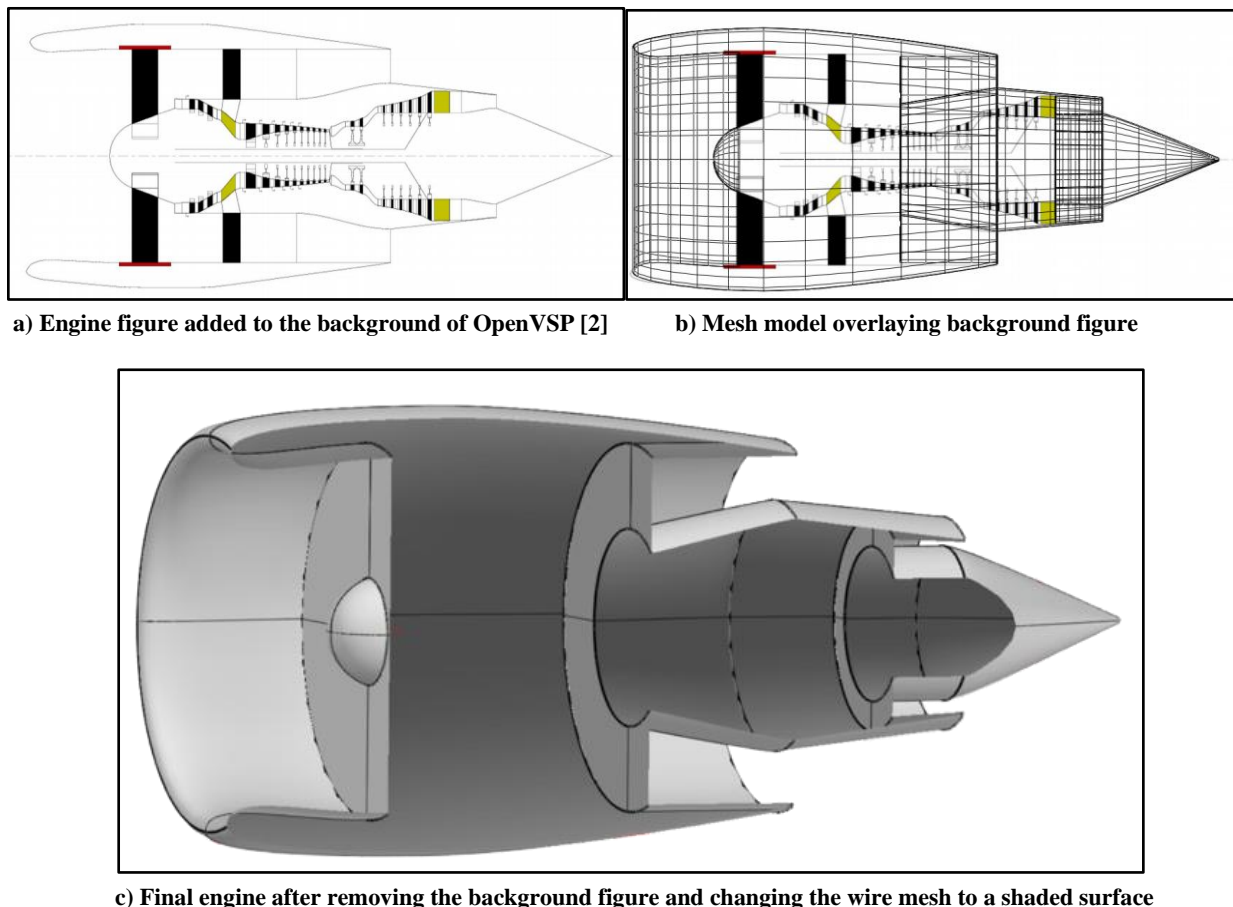 a) Engine figure added to the background of OpenVSP [2]
b) Mesh model overlaying background figure
c) Final engine after removing the background figure and changing the wire mesh to a shaded surface